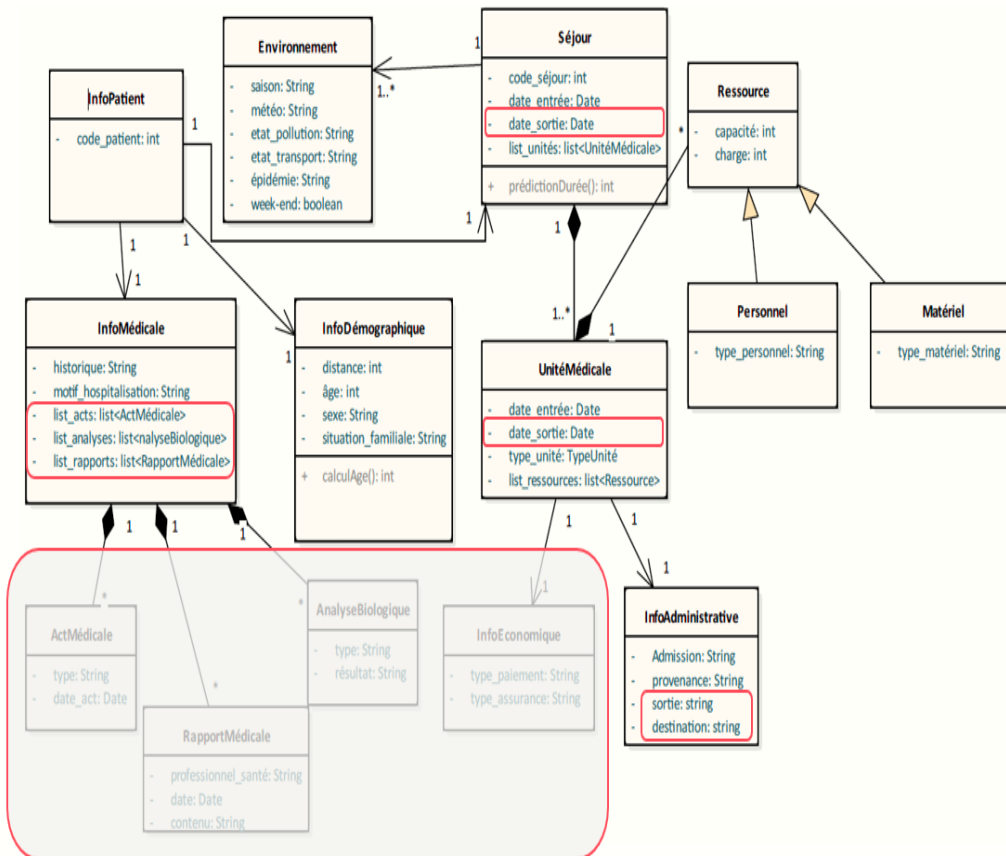 Environnement
- saison: String
- météo: String
- etat_pollution: String
- etat_transport: String
- épidémie: String
- week-end: boolean
1
1..*
Séjour
- code_séjour: int
- date_entrée: Date
- date_sortie: Date
- list_unités: list<UnitéMédicale>
+ prédictionDurée(): int
Ressource
- capacité: int
- charge: int
*
InfoPatient
- code_patient: int
1
1
1
1
1
1
1
1..*
1
Personnel
- type_personnel: String
Matériel
- type_matériel: String
InfoMédicale
- historique: String
- motif_hospitalisation: String
- list_acts: list<ActMédicale>
- list_analyses: list<nalyseBiologique>
- list_rapports: list<RapportMédicale>
InfoDémographique
- distance: int
- âge: int
- sexe: String
- situation_familiale: String
+ calculAge(): int
UnitéMédicale
- date_entrée: Date
- date_sortie: Date
- type_unité: TypeUnité
- list_ressources: list<Ressource>
1
1
1
1
1
1
1
*
*
*
ActMédicale
- type: String
- date_act: Date
AnalyseBiologique
- type: String
- résultat: String
InfoEconomique
- type_paiement: String
- type_assurance: String
InfoAdministrative
- Admission: String
- provenance: String
- sortie: string
- destination: string
RapportMédicale
- professionnel_santé: String
- date: Date
- contenu: String